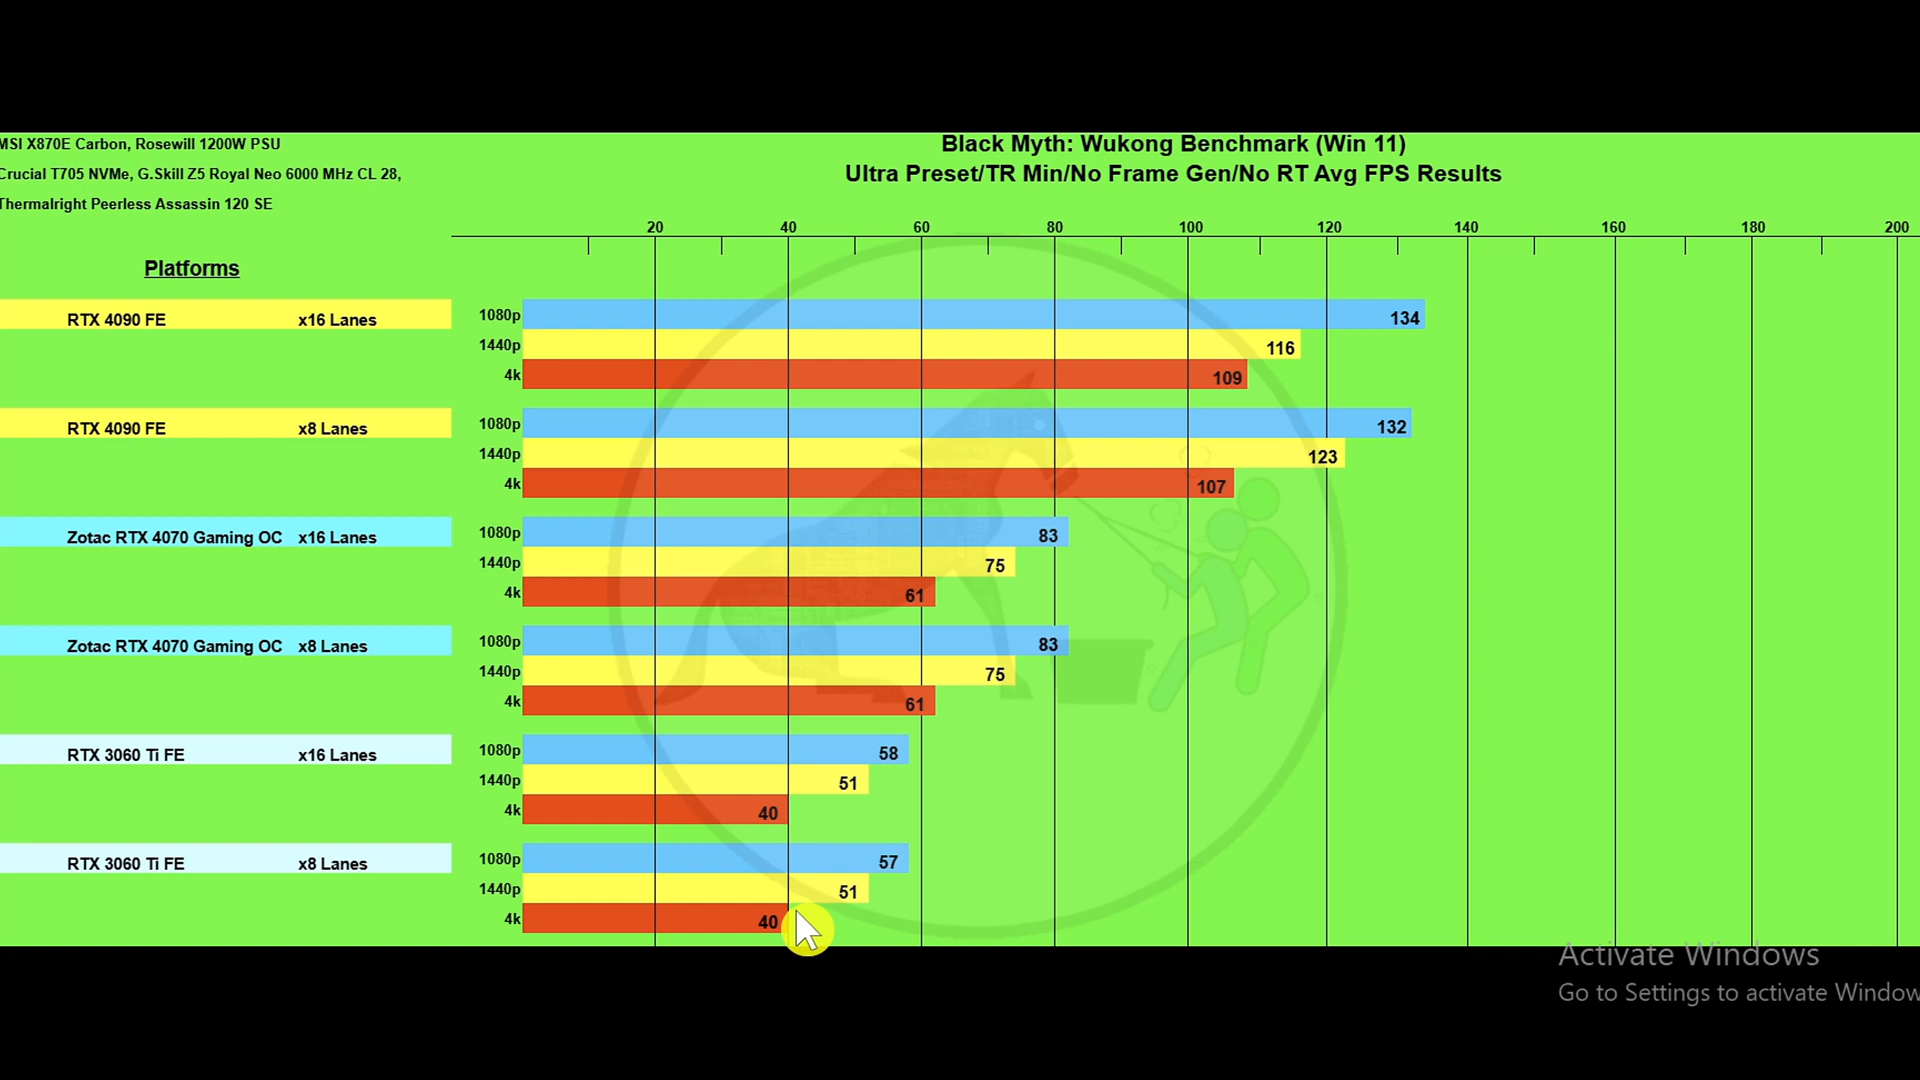 MSI X870E Carbon, Rosewill 1200W PSU
Crucial T705 NVMe, G.Skill Z5 Royal Neo 6000 MHz CL 28,
Thermalright Peerless Assassin 120 SE
Black Myth: Wukong Benchmark (Win 11)
Ultra Preset/TR Min/No Frame Gen/No RT Avg FPS Results
20 40 60 80 100 120 140 160 180 200
Platforms
RTX 4090 FE x16 Lanes
1080p 134
1440p 116
4k 109
RTX 4090 FE x8 Lanes
1080p 132
1440p 123
4k 107
Zotac RTX 4070 Gaming OC x16 Lanes
1080p 83
1440p 75
4k 61
Zotac RTX 4070 Gaming OC x8 Lanes
1080p 83
1440p 75
4k 61
RTX 3060 Ti FE x16 Lanes
1080p 58
1440p 51
4k 40
RTX 3060 Ti FE x8 Lanes
1080p 57
1440p 51
4k 40
Activate Windows
Go to Settings to activate Window